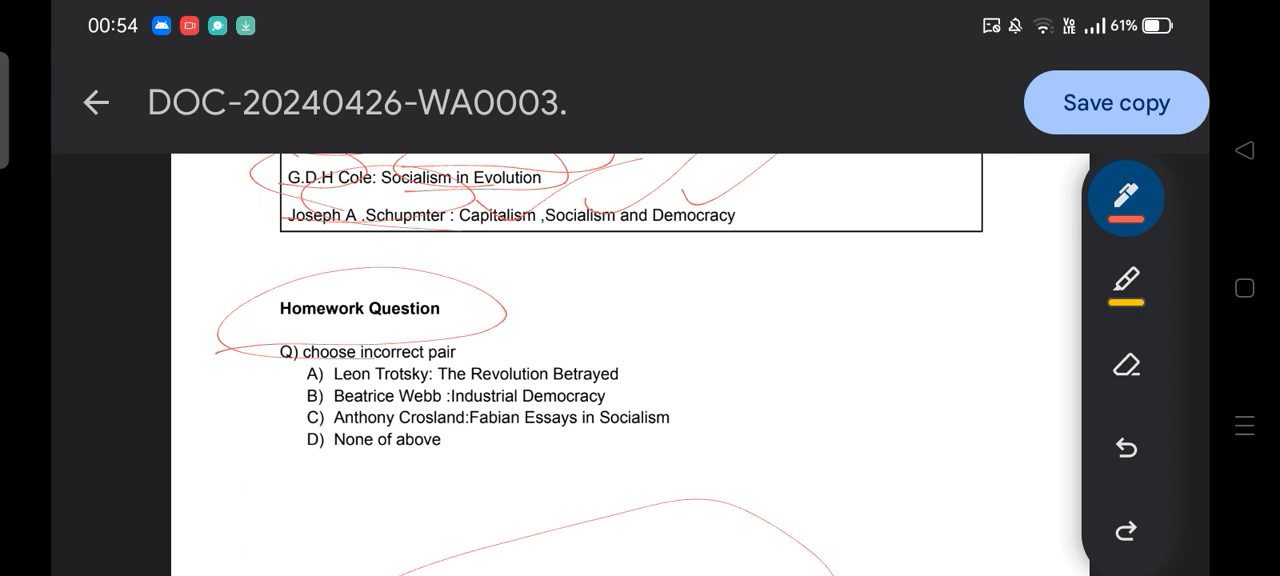 00:54
VO LTE 61%
DOC-20240426-WA0003.
Save copy
G.D.H Cole: Socialism in Evolution
Joseph A .Schupmter : Capitalism ,Socialism and Democracy
Homework Question
Q) choose incorrect pair
A) Leon Trotsky: The Revolution Betrayed
B) Beatrice Webb :Industrial Democracy
C) Anthony Crosland:Fabian Essays in Socialism
D) None of above